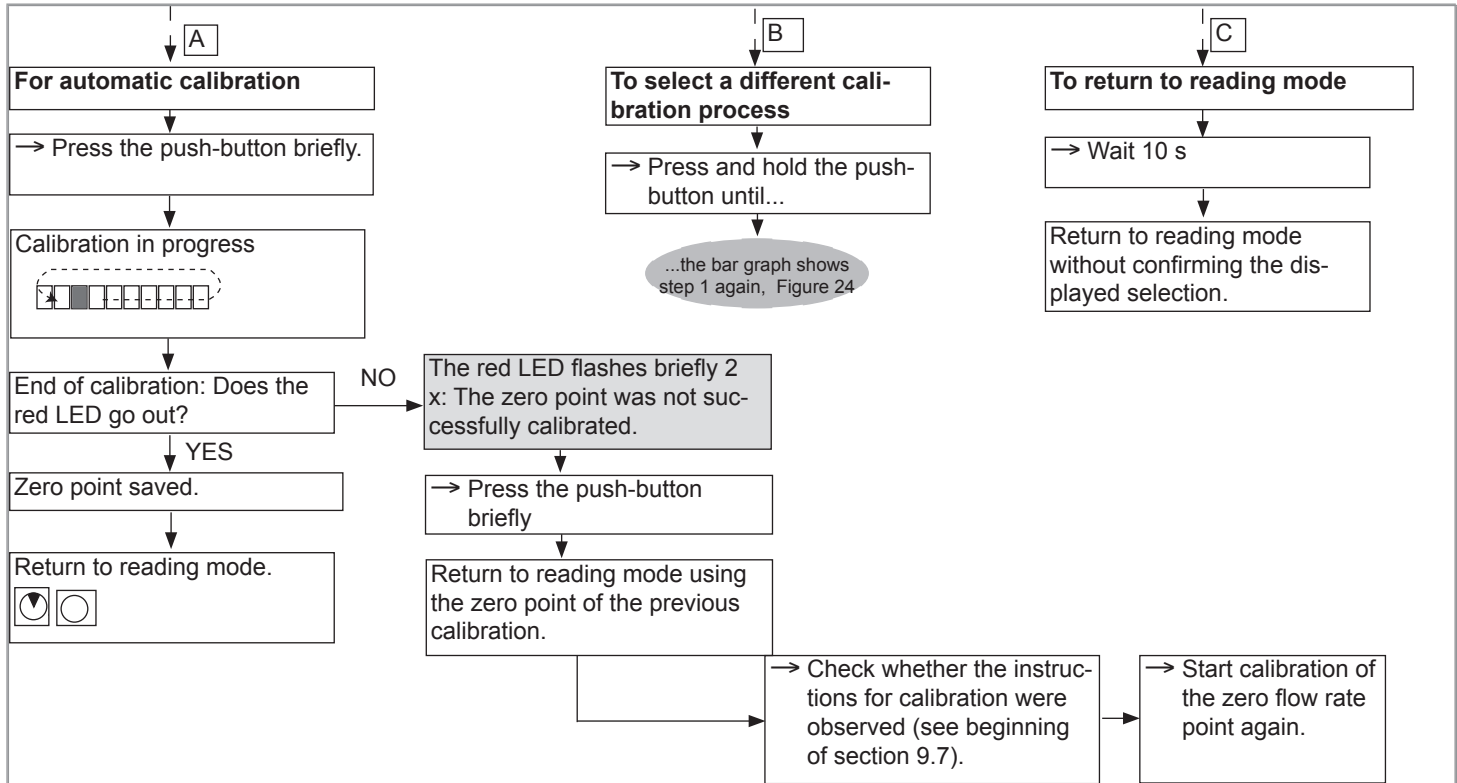 A
For automatic calibration
→ Press the push-button briefly.
Calibration in progress
End of calibration: Does the
red LED go out?
NO
YES
Zero point saved.
Return to reading mode.
The red LED flashes briefly 2
x: The zero point was not suc-
cessfully calibrated.
→ Press the push-button
briefly
Return to reading mode using
the zero point of the previous
calibration.
→ Check whether the instruc-
tions for calibration were
observed (see beginning
of section 9.7).
→ Start calibration of
the zero flow rate
point again.
B
To select a different cali-
bration process
→ Press and hold the push-
button until...
...the bar graph shows
step 1 again, Figure 24
C
To return to reading mode
→ Wait 10 s
Return to reading mode
without confirming the dis-
played selection.